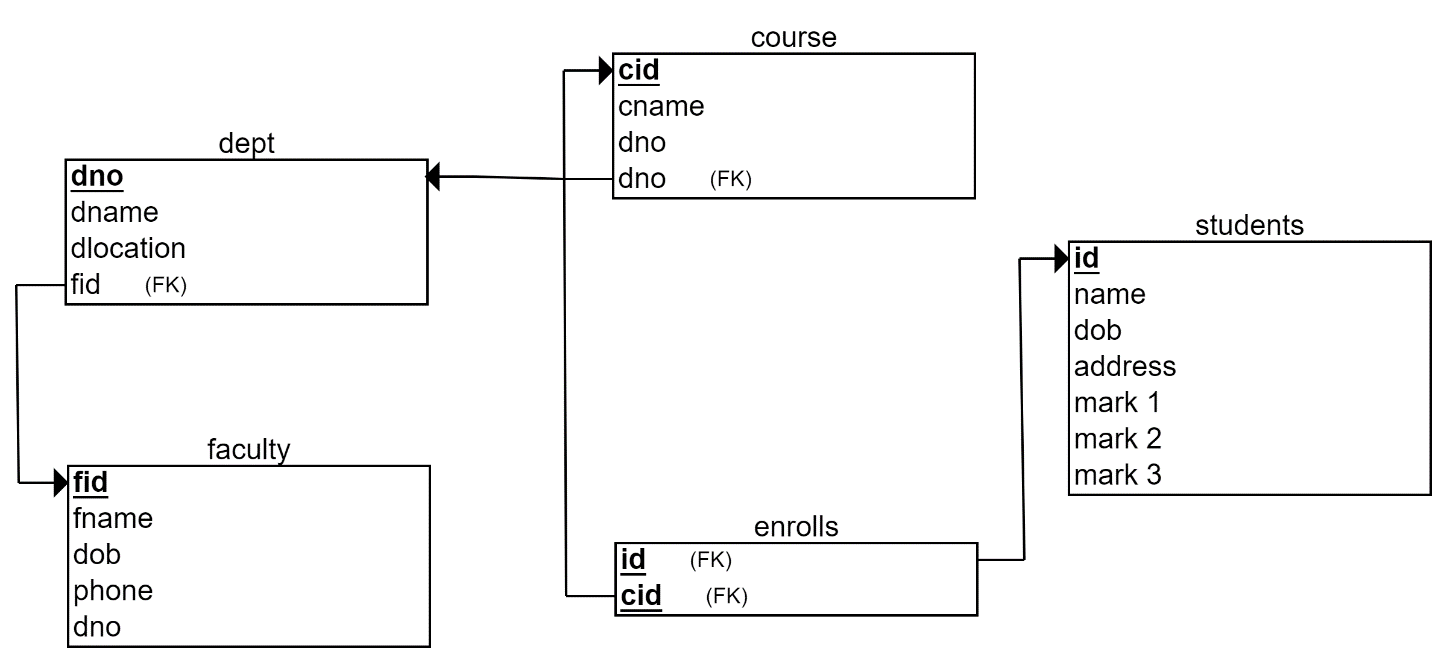 course
cid
cname
dno
dno (FK)
dept
dno
dname
dlocation
fid (FK)
students
id
name
dob
address
mark 1
mark 2
mark 3
faculty
fid
fname
dob
phone
dno
enrolls
id (FK)
cid (FK)